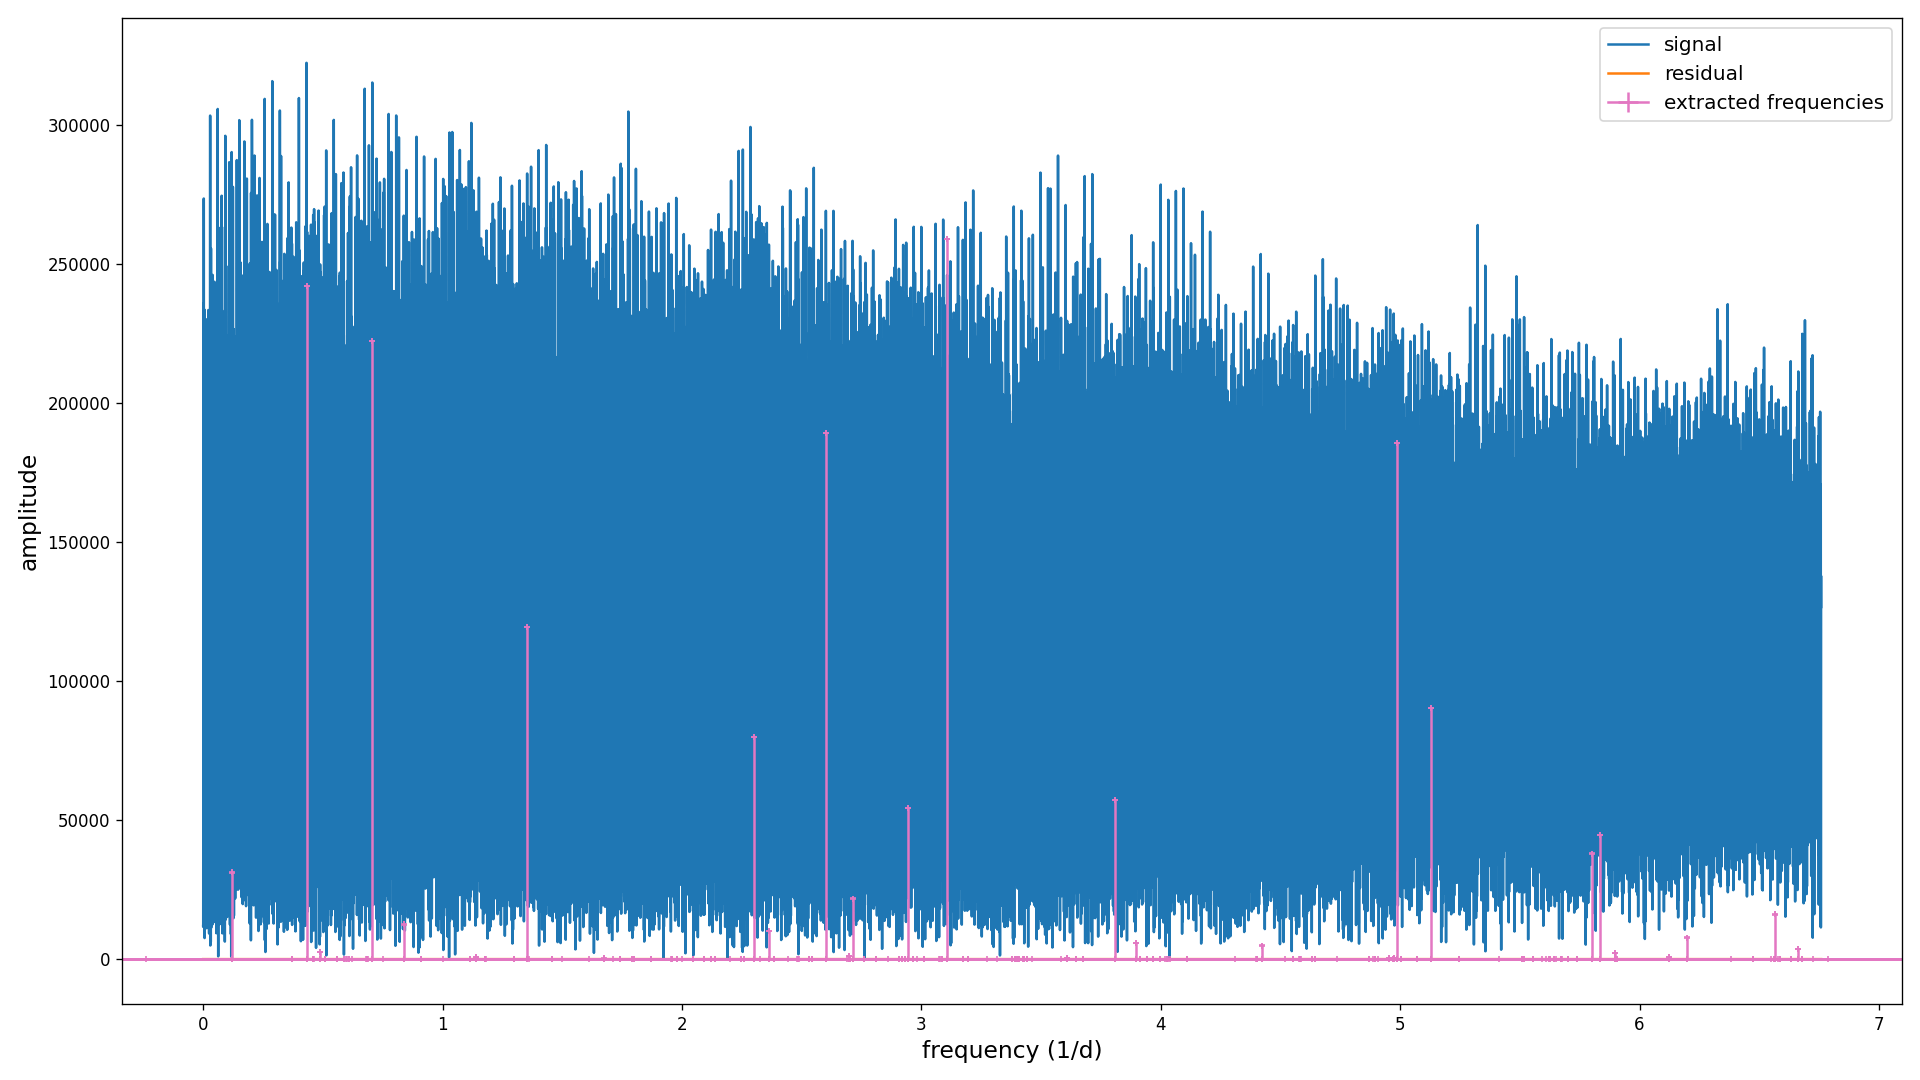 signal
residual
extracted frequencies
300000
250000
200000
150000
100000
50000
0
amplitude
0 1 2 3 4 5 6 7
frequency (1/d)